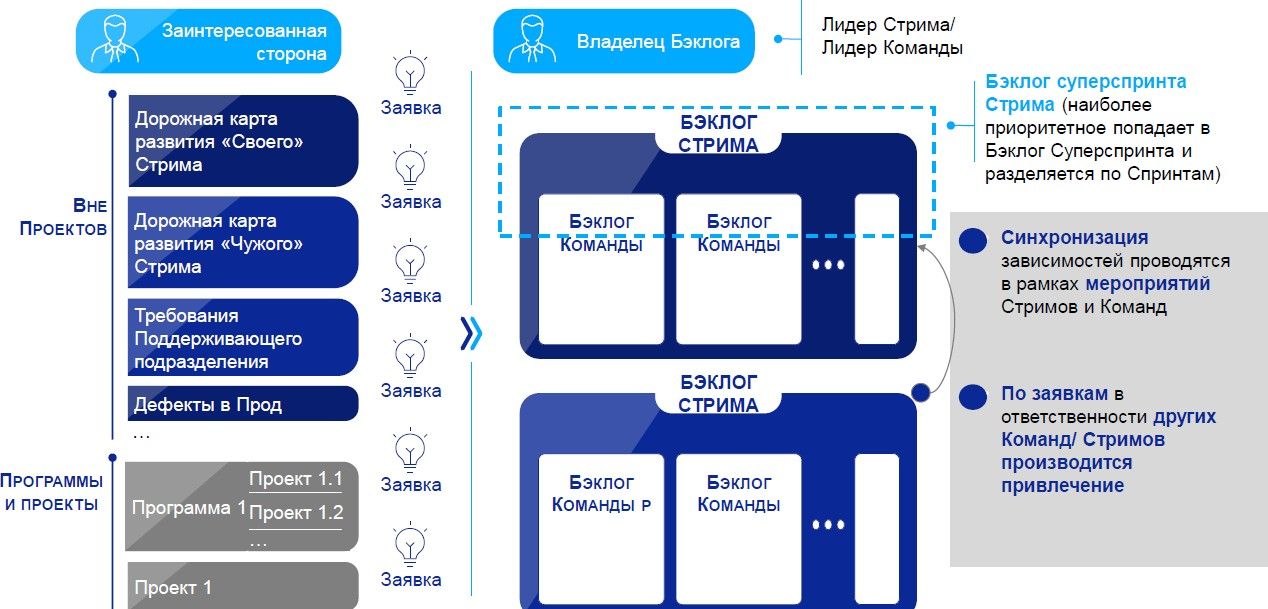 Заинтересованная
сторона
Вне
Проектов
Дорожная карта
развития «Своего»
Стрима
Дорожная карта
развития «Чужого»
Стрима
Требования
Поддерживающего
подразделения
Дефекты в Прод
...
Программы
и проекты
Программа 1
Проект 1.1
Проект 1.2
...
Проект 1
Заявка
Заявка
Заявка
Заявка
Заявка
Заявка
Владелец Бэклога
Лидер Стрима/
Лидер Команды
БЭКЛОГ
СТРИМА
Бэклог
Команды
Бэклог
Команды
БЭКЛОГ
СТРИМА
Бэклог
Команды р
Бэклог
Команды
Бэклог суперспринта
Стрима (наиболее
приоритетное попадает в
Бэклог Суперспринта и
разделяется по Спринтам)
Синхронизация
зависимостей проводятся
в рамках мероприятий
Стримов и Команд
По заявкам в
ответственности других
Команд/ Стримов
производится
привлечение